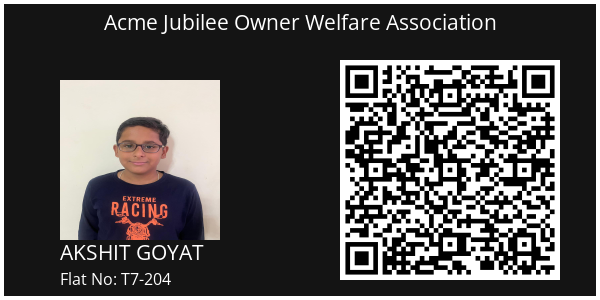 Acme Jubilee Owner Welfare Association
EXTREME
RACING
AKSHIT GOYAT
Flat No: T7-204